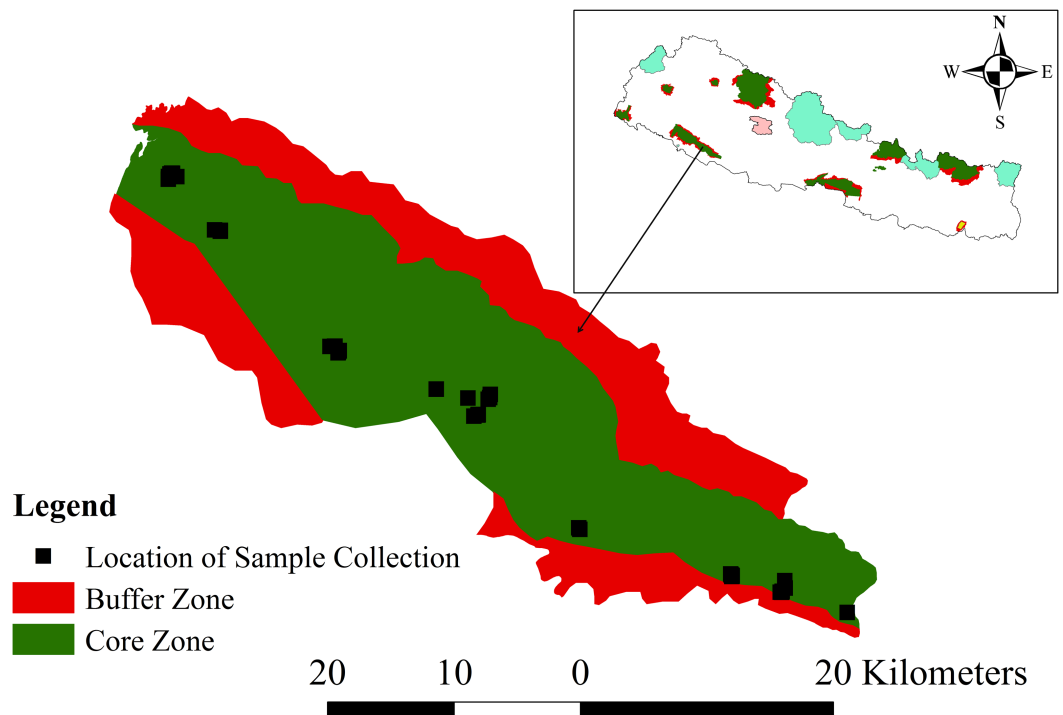 N
W E
S
Legend
Location of Sample Collection
Buffer Zone
Core Zone
20 10 0 20 Kilometers